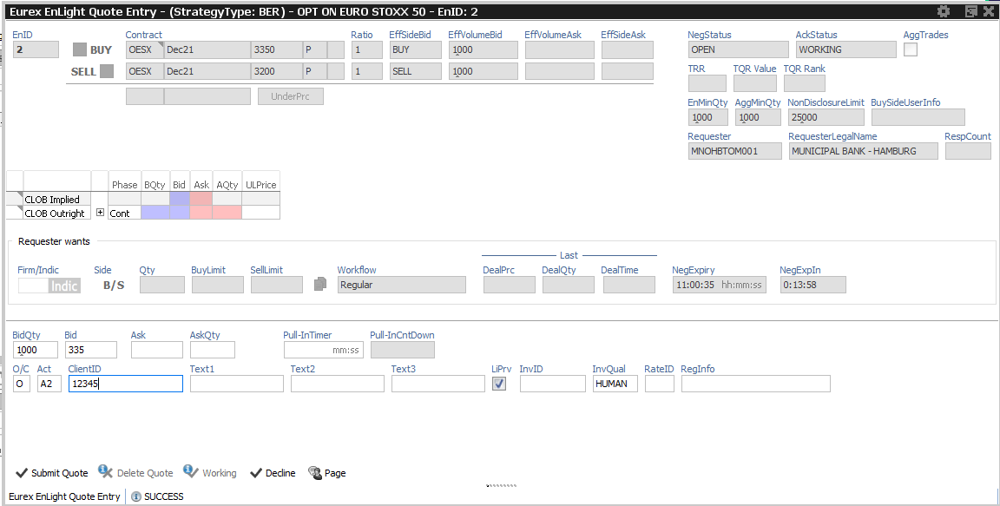 Eurex EnLight Quote Entry - (StrategyType: BER) - OPT ON EURO STOXX 50 - EnID: 2
EnID Contract Ratio EffSideBid EffVolumeBid EffVolumeAsk EffSideAsk NegStatus AckStatus AggTrades
2 BUY OESX Dec21 3350 P 1 BUY 1000 OPEN WORKING
SELL OESX Dec21 3200 P 1 SELL 1000 TRR TQR Value TQR Rank
UnderPrc
EnMinQty AggMinQty NonDisclosureLimit BuySideUserInfo
1000 1000 25000
Requester RequesterLegalName RespCount
MNOHBTOM001 MUNICIPAL BANK - HAMBURG
Phase BQty Bid Ask AQty ULPrice
CLOB Implied
CLOB Outright Cont
Requester wants
Last
Firm/Indic Side Qty BuyLimit SellLimit Workflow DealPrc DealQty DealTime NegExpiry NegExpIn
Indic B/S Regular 11:00:35 hh:mm:ss 0:13:58
BidQty Bid Ask AskQty Pull-InTimer Pull-InCntDown
1000 335 mm:ss
O/C Act ClientID Text1 Text2 Text3 LiPrv InvID InvQual RateID RegInfo
O A2 12345 HUMAN
Submit Quote Delete Quote Working Decline Page
Eurex EnLight Quote Entry SUCCESS